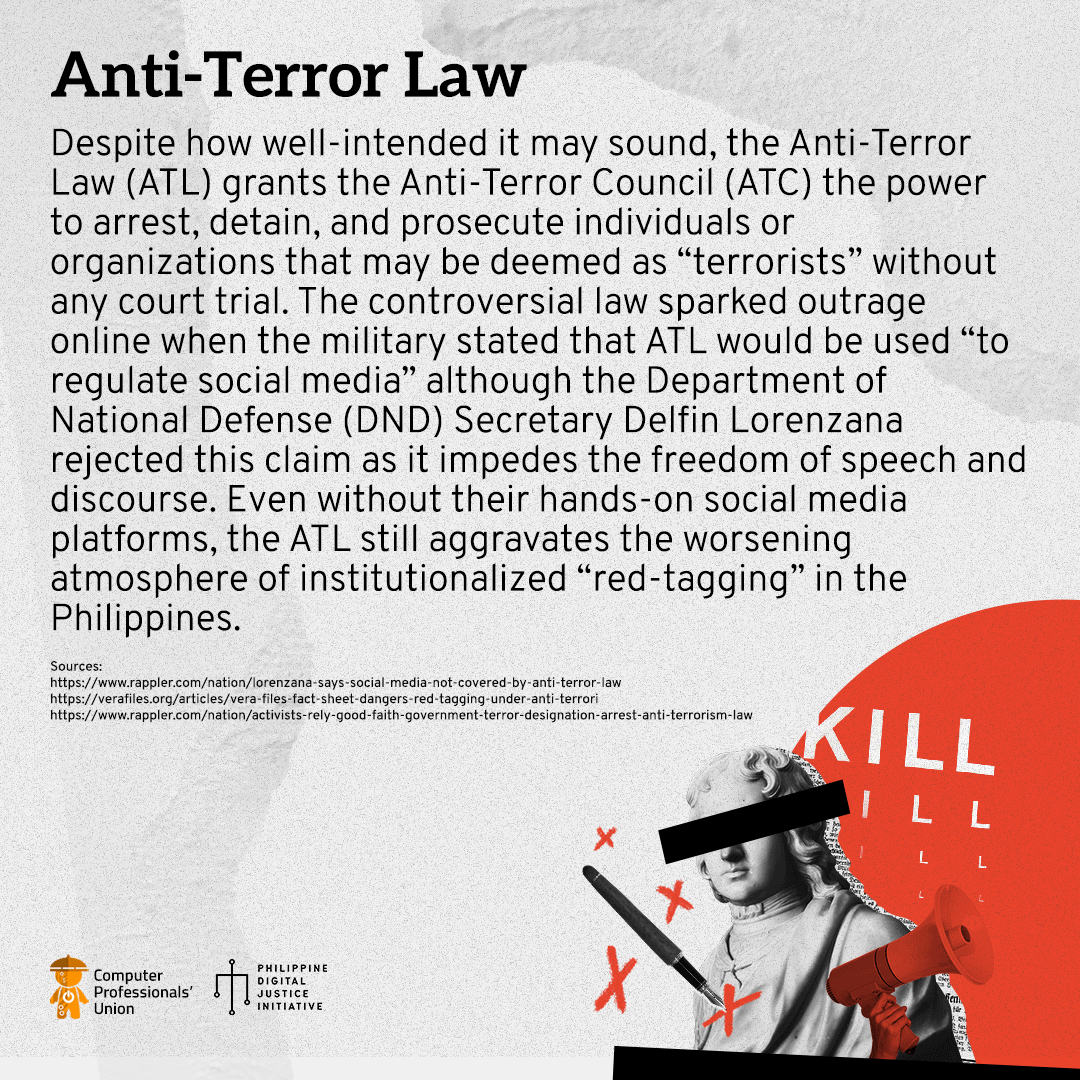 Anti-Terror Law
Despite how well-intended it may sound, the Anti-Terror
Law (ATL) grants the Anti-Terror Council (ATC) the power
to arrest, detain, and prosecute individuals or
organizations that may be deemed as “terrorists” without
any court trial. The controversial law sparked outrage
online when the military stated that ATL would be used “to
regulate social media” although the Department of
National Defense (DND) Secretary Delfin Lorenzana
rejected this claim as it impedes the freedom of speech and
discourse. Even without their hands-on social media
platforms, the ATL still aggravates the worsening
atmosphere of institutionalized “red-tagging” in the
Philippines.
Sources:
https://www.rappler.com/nation/lorenzana-says-social-media-not-covered-by-anti-terror-law
https://verafiles.org/articles/vera-files-fact-sheet-dangers-red-tagging-under-anti-terrori
https://www.rappler.com/nation/activists-rely-good-faith-government-terror-designation-arrest-anti-terrorism-law
KILL
ILL
I L L
L L
Computer
Professionals’
Union
PHILIPPINE
DIGITAL
JUSTICE
INITIATIVE